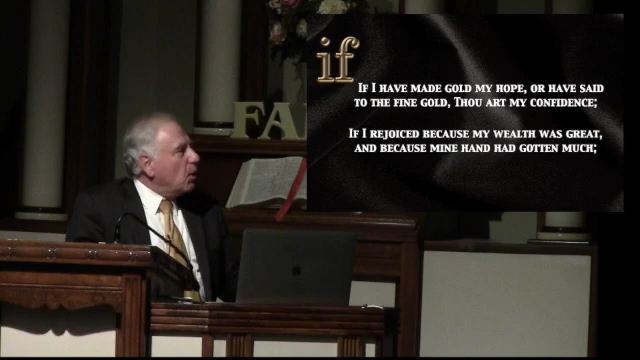 if
If I have made gold my hope, or have said
to the fine gold, Thou art my confidence;
If I rejoiced because my wealth was great,
and because mine hand had gotten much;
FA